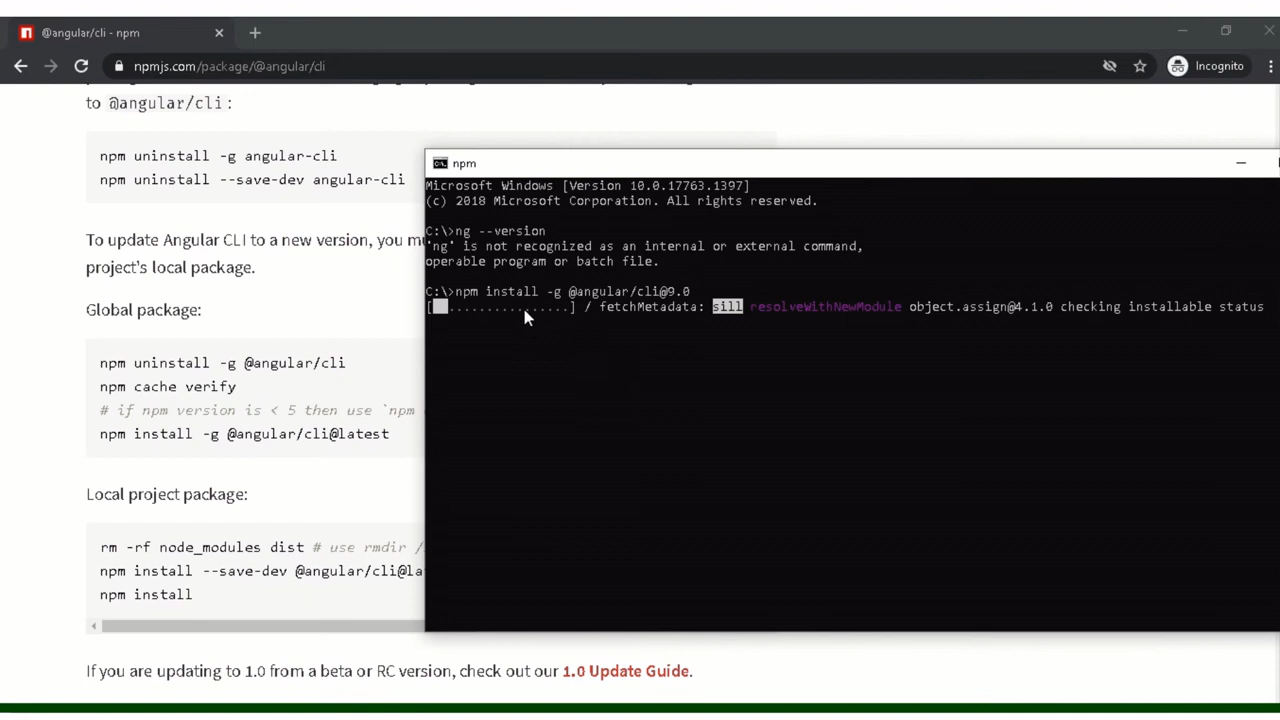 @angular/cli - npm
npmjs.com/package/@angular/cli
Incognito
to @angular/cli:
npm uninstall -g angular-cli
npm uninstall --save-dev angular-cli
To update Angular CLI to a new version, you mu
project's local package.
Global package:
npm uninstall -g @angular/cli
npm cache verify
# if npm version is < 5 then use `npm
npm install -g @angular/cli@latest
Local project package:
rm -rf node_modules dist # use rmdir /
npm install --save-dev @angular/cli@la
npm install
If you are updating to 1.0 from a beta or RC version, check out our 1.0 Update Guide.
npm
Microsoft Windows [Version 10.0.17763.1397]
(c) 2018 Microsoft Corporation. All rights reserved.
C:\>ng --version
'ng' is not recognized as an internal or external command,
operable program or batch file.
C:\>npm install -g @angular/cli@9.0
[ ................] / fetchMetadata: sill resolveWithNewModule object.assign@4.1.0 checking installable status